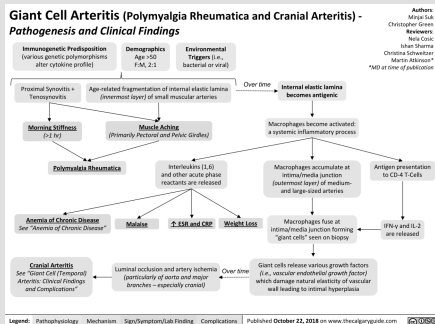 Giant Cell Arteritis (Polymyalgia Rheumatica and Cranial Arteritis) -
Pathogenesis and Clinical Findings
Authors:
Minjai Suk
Christopher Green
Reviewers:
Nela Cosic
Ishan Sharma
Christina Schweitzer
Martin Atkinson*
*MD at time of publication
Immunogenetic Predisposition
(various genetic polymorphisms
alter cytokine profile)
Demographics
Age >50
F:M, 2:1
Environmental
Triggers (i.e.,
bacterial or viral)
Proximal Synovitis +
Tenosynovitis
Age-related fragmentation of internal elastic lamina
(innermost layer) of small muscular arteries
Over time
Internal elastic lamina
becomes antigenic
Morning Stiffness
(>1 hr)
Muscle Aching
(Primarily Pectoral and Pelvic Girdles)
Macrophages become activated:
a systemic inflammatory process
Polymyalgia Rheumatica
Interleukins (1,6)
and other acute phase
reactants are released
Macrophages accumulate at
intima/media junction
(outermost layer) of medium-
and large-sized arteries
Antigen presentation
to CD-4 T-Cells
Anemia of Chronic Disease
See "Anemia of Chronic Disease"
Malaise
↑ ESR and CRP
Weight Loss
Macrophages fuse at
intima/media junction forming
"giant cells" seen on biopsy
IFN-γ and IL-2
are released
Cranial Arteritis
See "Giant Cell (Temporal)
Arteritis: Clinical Findings
and Complications"
Luminal occlusion and artery ischemia
(particularly of aorta and major
branches – especially cranial)
Over time
Giant cells release various growth factors
(i.e., vascular endothelial growth factor)
which damage natural elasticity of vascular
wall leading to intimal hyperplasia
Legend: Pathophysiology Mechanism Sign/Symptom/Lab Finding Complications Published October 22, 2018 on www.thecalgaryguide.com